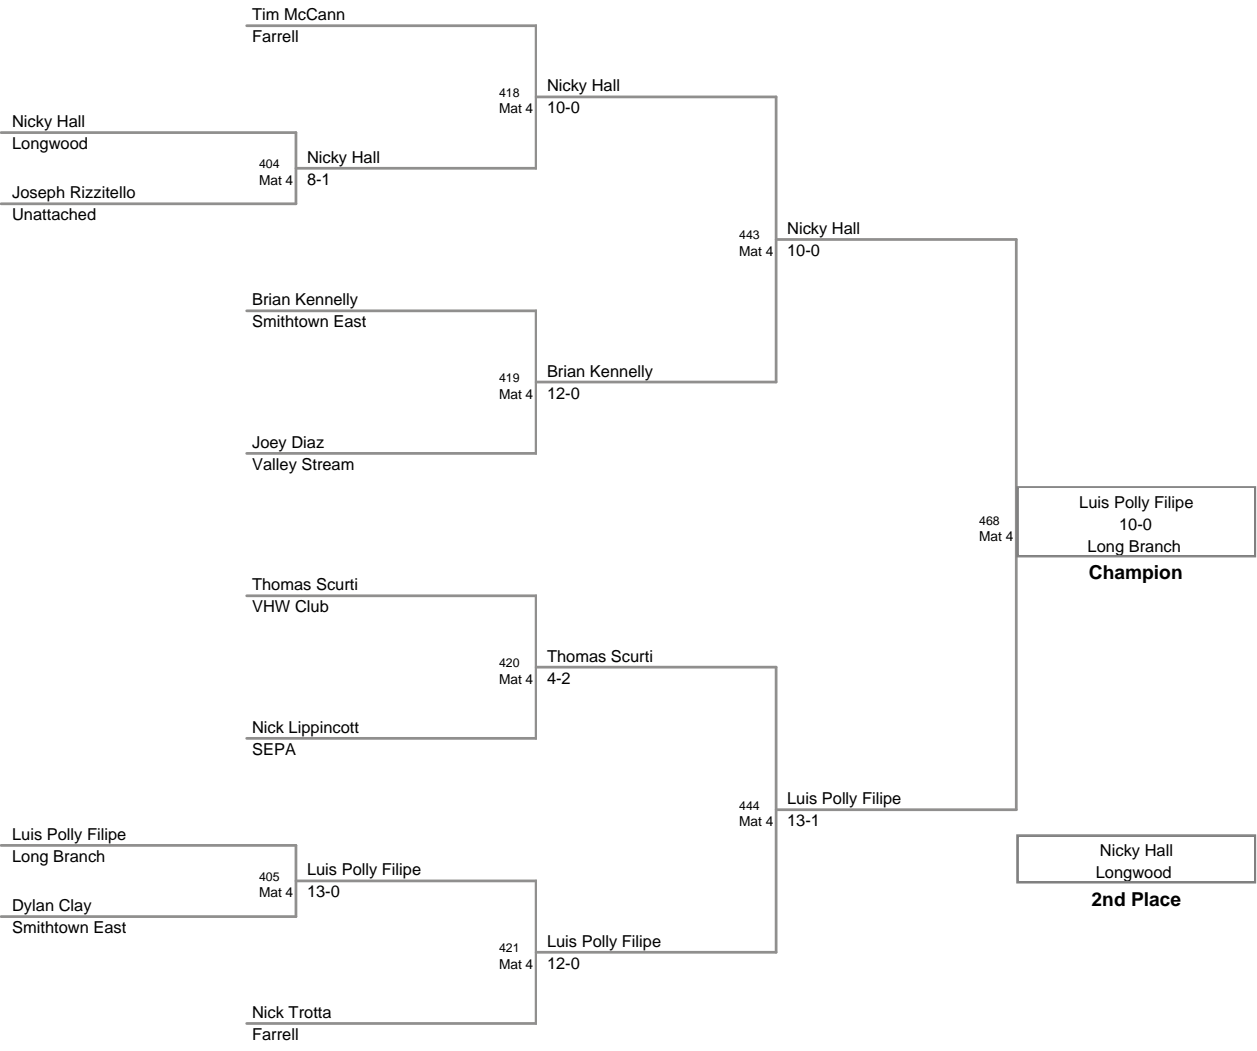 Tim McCann
Farrell
418
Mat 4
Nicky Hall
10-0
Nicky Hall
Longwood
404
Mat 4
Nicky Hall
8-1
Joseph Rizzitello
Unattached
443
Mat 4
Nicky Hall
10-0
Brian Kennelly
Smithtown East
419
Mat 4
Brian Kennelly
12-0
Joey Diaz
Valley Stream
468
Mat 4
Luis Polly Filipe
10-0
Long Branch
Champion
Thomas Scurti
VHW Club
420
Mat 4
Thomas Scurti
4-2
Nick Lippincott
SEPA
444
Mat 4
Luis Polly Filipe
13-1
Luis Polly Filipe
Long Branch
405
Mat 4
Luis Polly Filipe
13-0
Dylan Clay
Smithtown East
Nicky Hall
Longwood
2nd Place
421
Mat 4
Luis Polly Filipe
12-0
Nick Trotta
Farrell